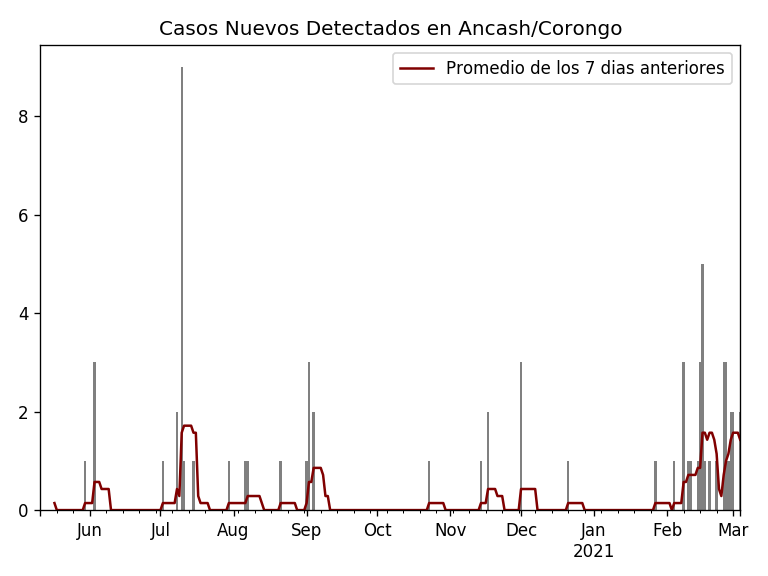 Casos Nuevos Detectados en Ancash/Corongo
Promedio de los 7 dias anteriores
8
6
4
2
0
Jun Jul Aug Sep Oct Nov Dec Jan Feb Mar
2021